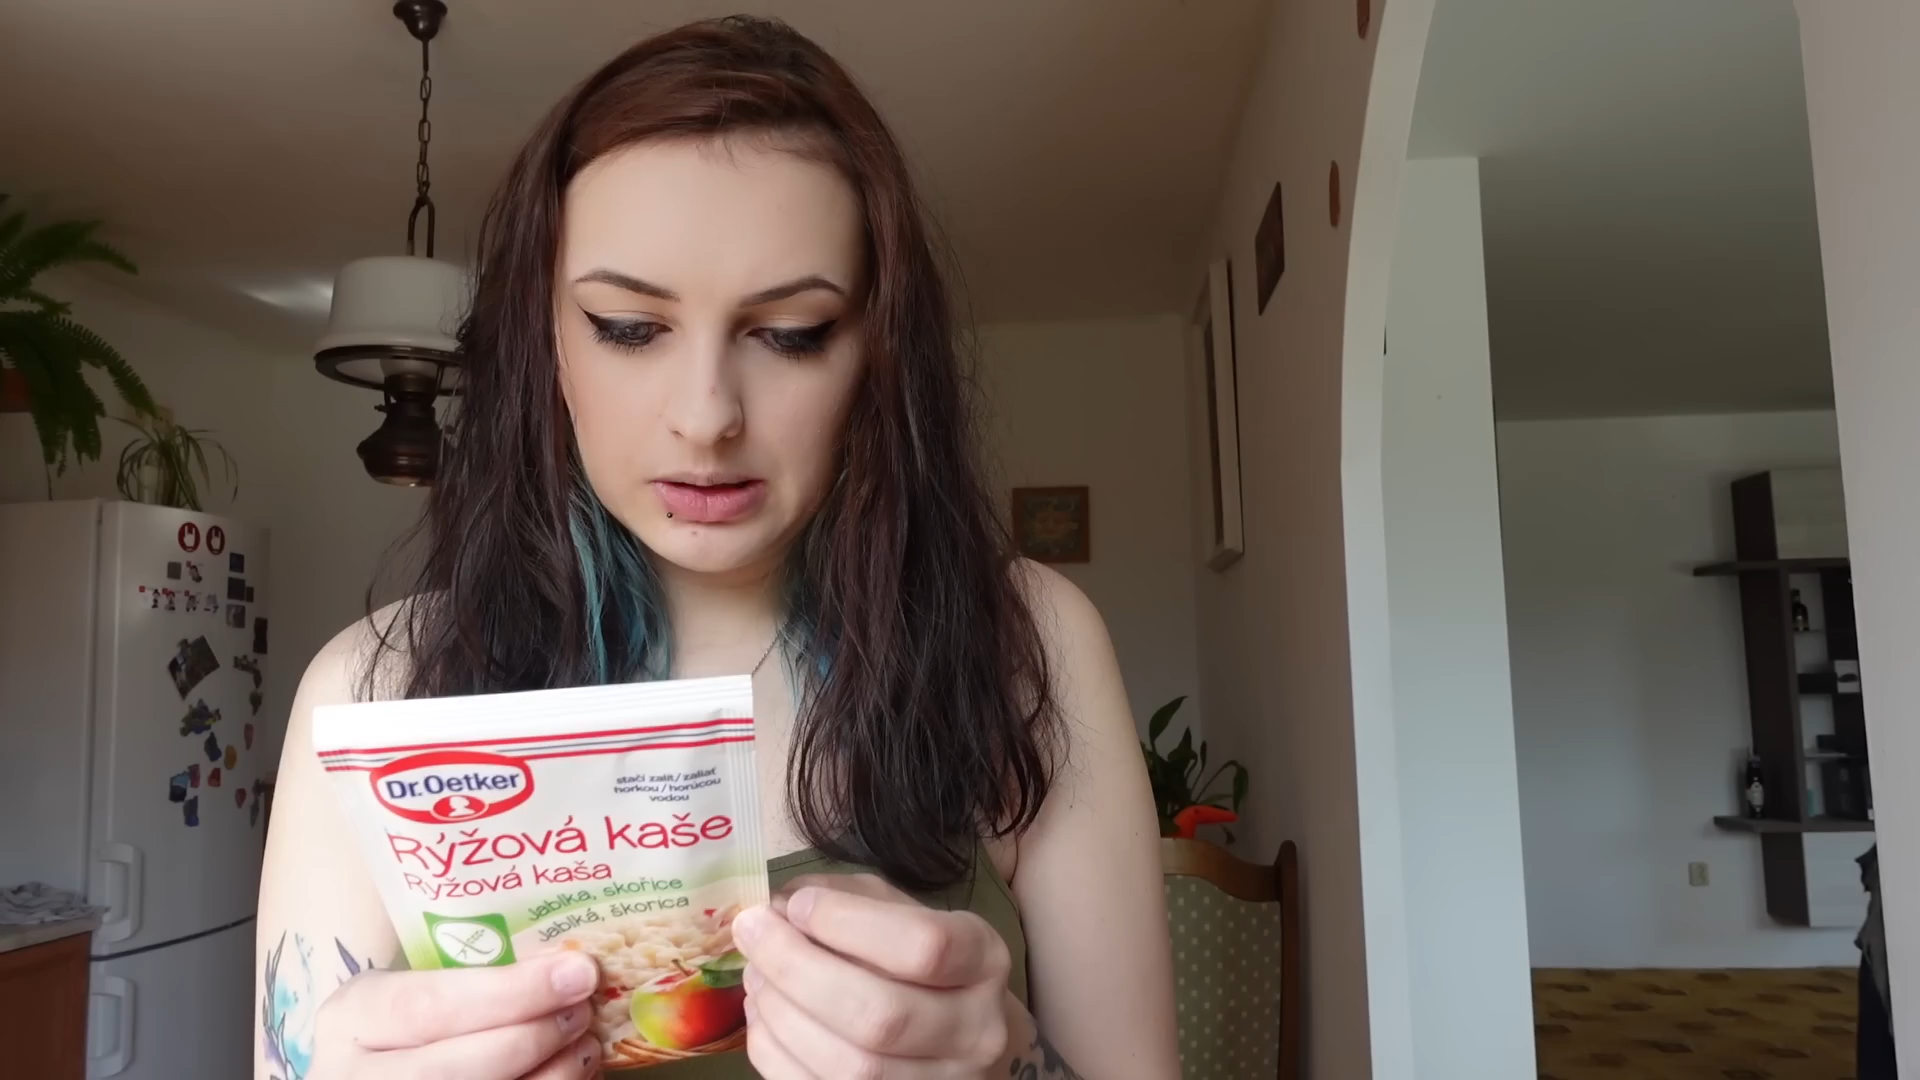 Dr. Oetker
stačí zalít / zaliať
horkou / horúcou
vodou
Rýžová kaše
Ryžová kaša
Jablka, skořice
Jablká, škorica